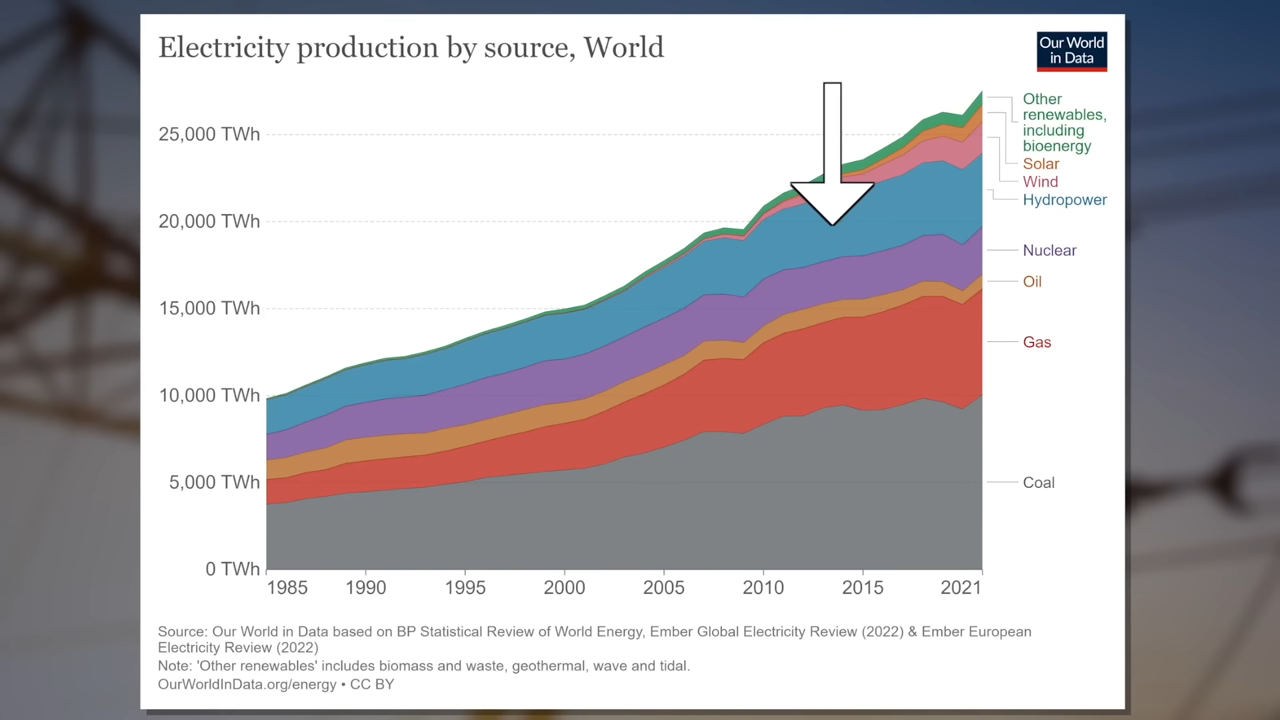 Electricity production by source, World
Our World
in Data
25,000 TWh
20,000 TWh
15,000 TWh
10,000 TWh
5,000 TWh
0 TWh
1985
1990
1995
2000
2005
2010
2015
2021
Other
renewables,
including
bioenergy
Solar
Wind
Hydropower
Nuclear
Oil
Gas
Coal
Source: Our World in Data based on BP Statistical Review of World Energy, Ember Global Electricity Review (2022) & Ember European
Electricity Review (2022)
Note: 'Other renewables' includes biomass and waste, geothermal, wave and tidal.
OurWorldInData.org/energy • CC BY